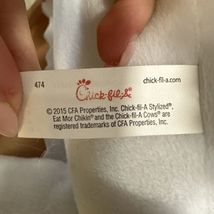 474
Chick-fil-A
chick-fil-a.com
© 2015 CFA Properties, Inc. Chick-fil-A Stylized®,
Eat Mor Chikin® and the Chick-fil-A Cows® are
registered trademarks of CFA Properties, Inc.